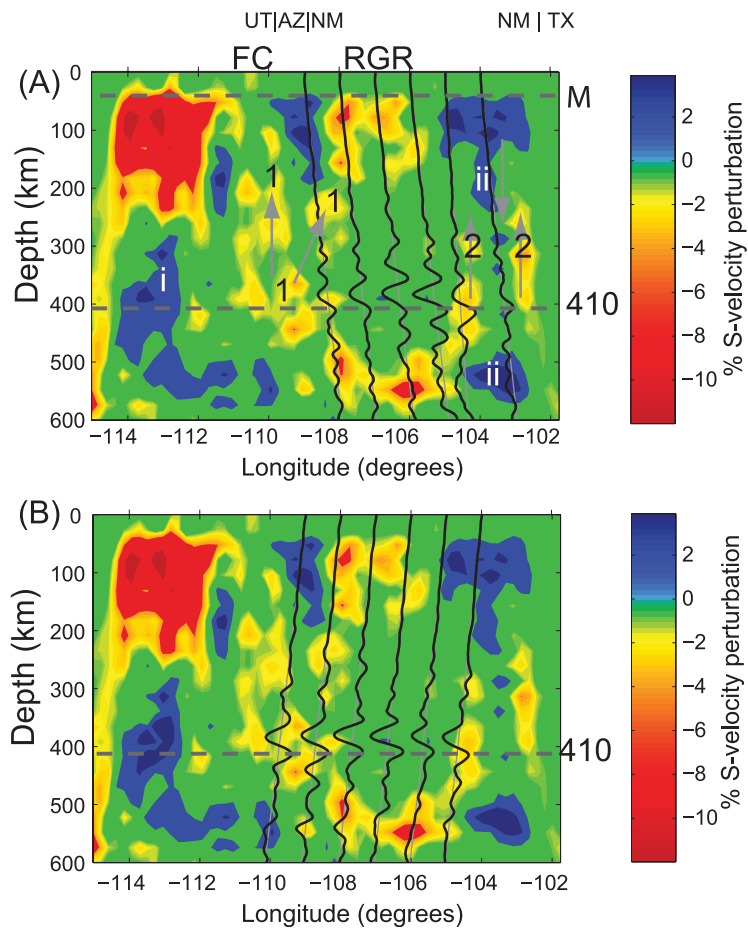 UT|AZ|NM NM | TX
FC RGR
(A)
0
100
200
300
400
500
600
Depth (km)
M
410
1
1
1
2
2
i
ii
ii
−114 −112 −110 −108 −106 −104 −102
Longitude (degrees)
2
0
−2
−4
−6
−8
−10
% S-velocity perturbation
(B)
0
100
200
300
400
500
600
Depth (km)
410
−114 −112 −110 −108 −106 −104 −102
Longitude (degrees)
2
0
−2
−4
−6
−8
−10
% S-velocity perturbation